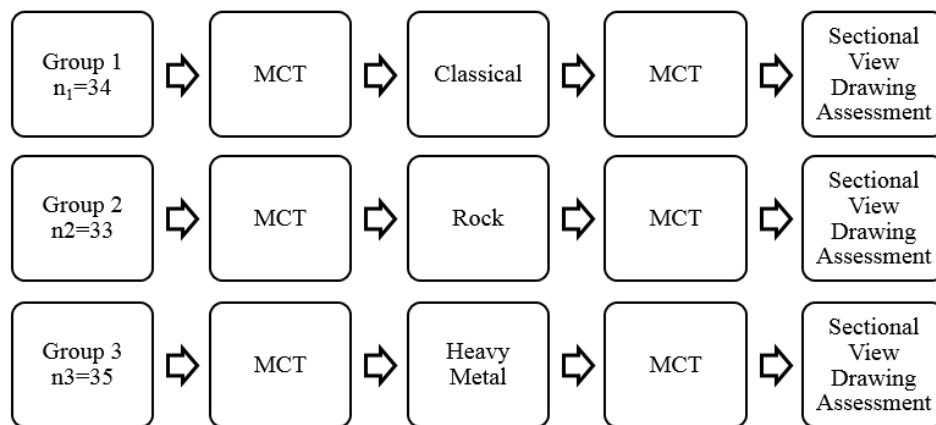 Group 1
n₁=34
MCT
Classical
MCT
Sectional
View
Drawing
Assessment
Group 2
n2=33
MCT
Rock
MCT
Sectional
View
Drawing
Assessment
Group 3
n3=35
MCT
Heavy
Metal
MCT
Sectional
View
Drawing
Assessment